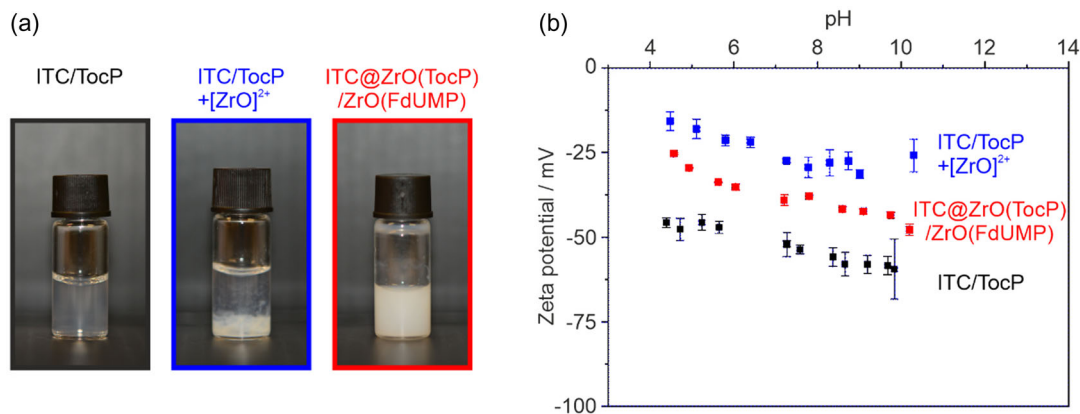 (a)
ITC/TocP
ITC/TocP
+[ZrO]²⁺
ITC@ZrO(TocP)
/ZrO(FdUMP)
(b)
pH
4 6 8 10 12 14
0
-25
-50
-75
-100
Zeta potential / mV
ITC/TocP
+[ZrO]²⁺
ITC@ZrO(TocP)
/ZrO(FdUMP)
ITC/TocP